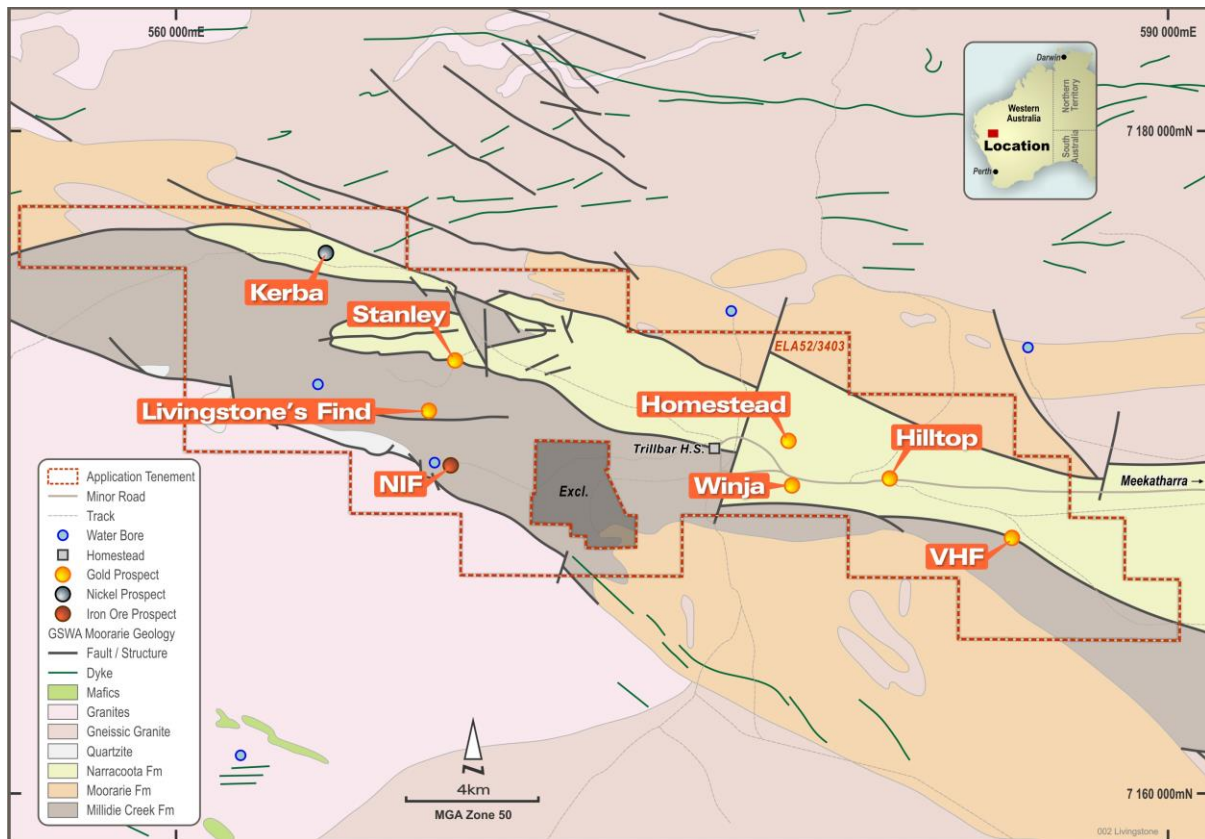 560 000mE
590 000mE
Darwin
Western
Australia
Northern
Territory
South
Australia
Location
Perth
7 180 000mN
Kerba
Stanley
ELA52/3403
Livingstone's Find
Homestead
Trillbar H.S.
Hilltop
NIF
Excl.
Winja
Meekatharra
VHF
Application Tenement
Minor Road
Track
Water Bore
Homestead
Gold Prospect
Nickel Prospect
Iron Ore Prospect
GSWA Moorarie Geology
Fault / Structure
Dyke
Mafics
Granites
Gneissic Granite
Quartzite
Narracoota Fm
Moorarie Fm
Millidie Creek Fm
N
4km
MGA Zone 50
7 160 000mN
002 Livingstone